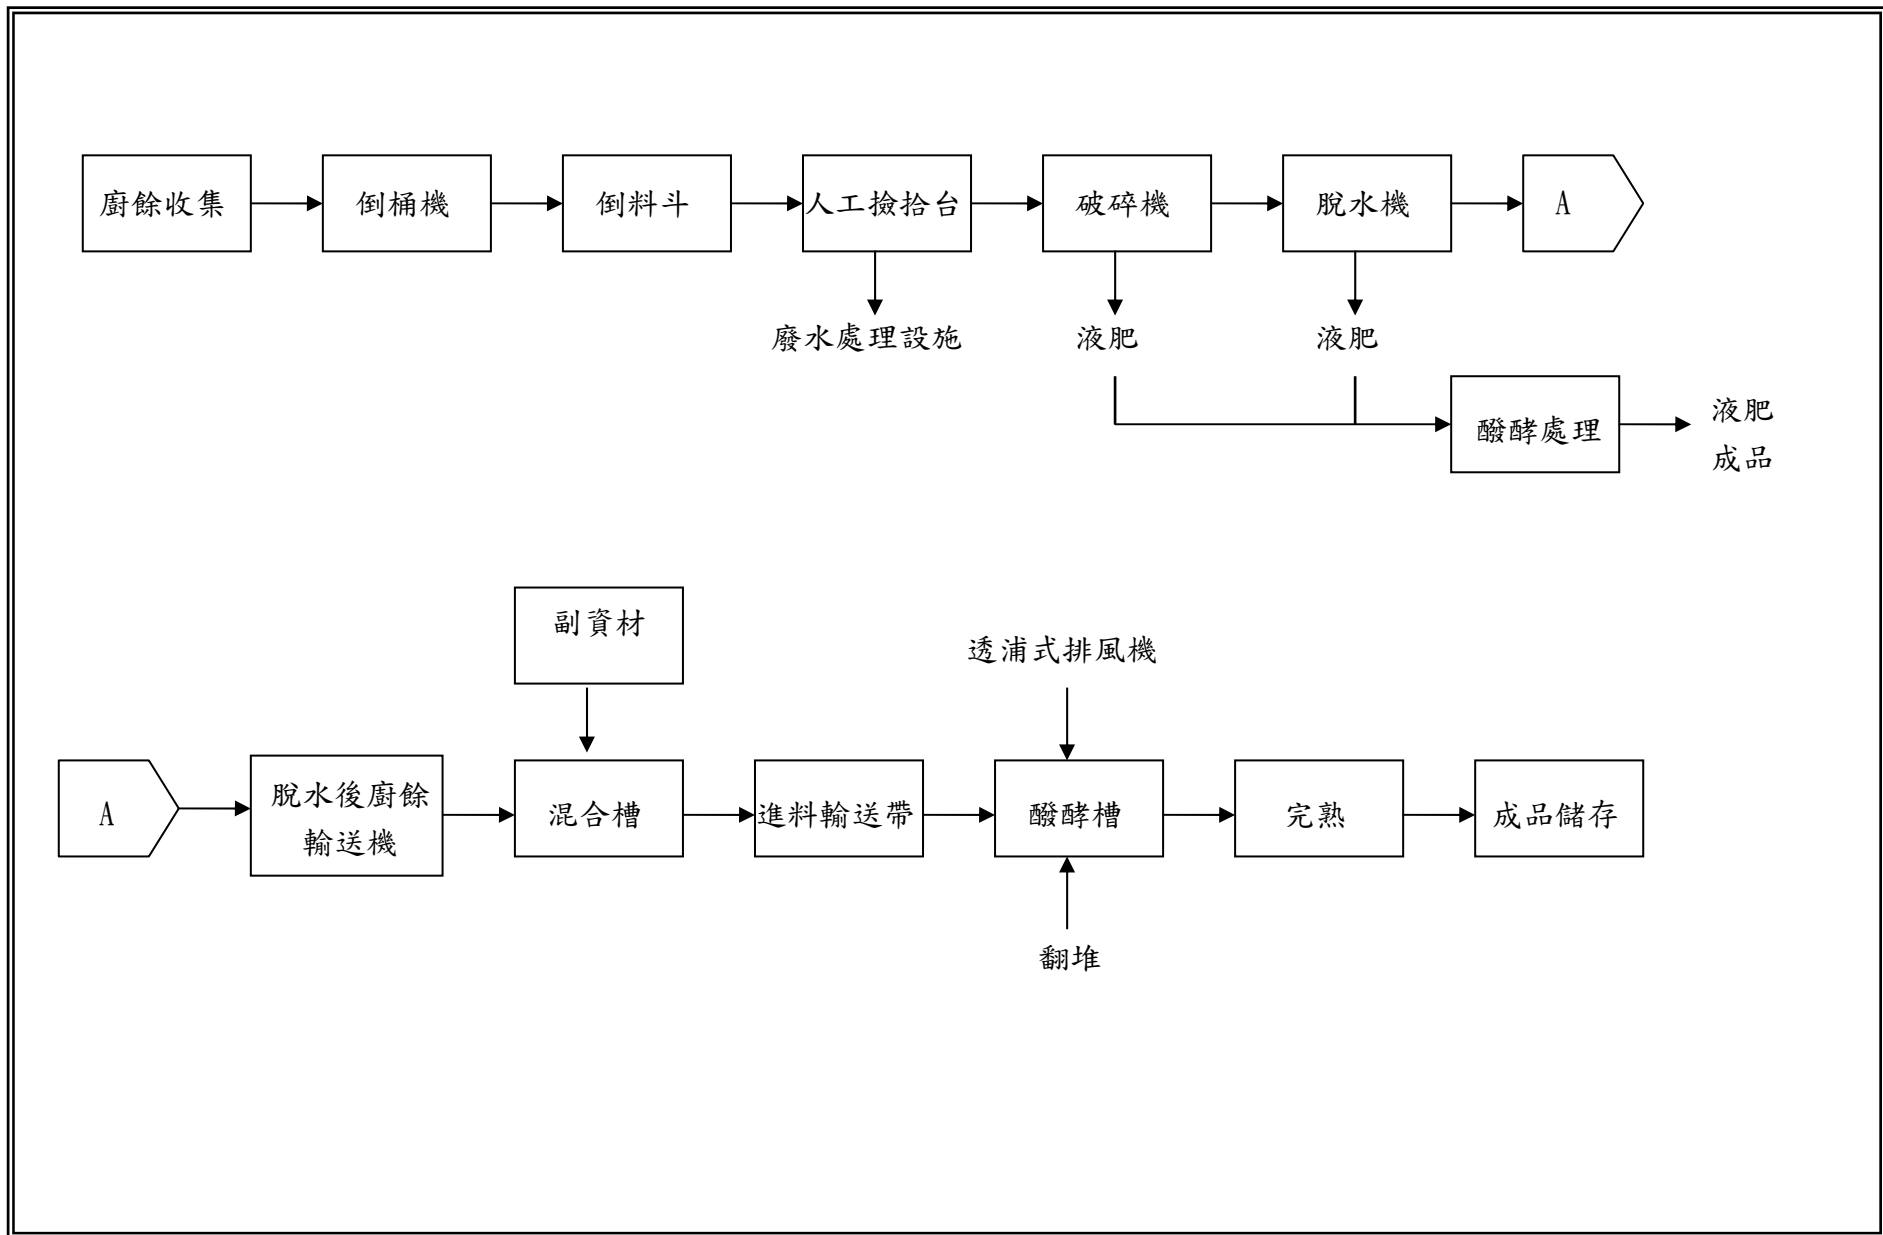 廚餘收集
倒桶機
倒料斗
人工撿拾台
破碎機
脫水機
A
廢水處理設施
液肥
液肥
醱酵處理
液肥
成品
副資材
透浦式排風機
A
脫水後廚餘
輸送機
混合槽
進料輸送帶
醱酵槽
完熟
成品儲存
翻堆